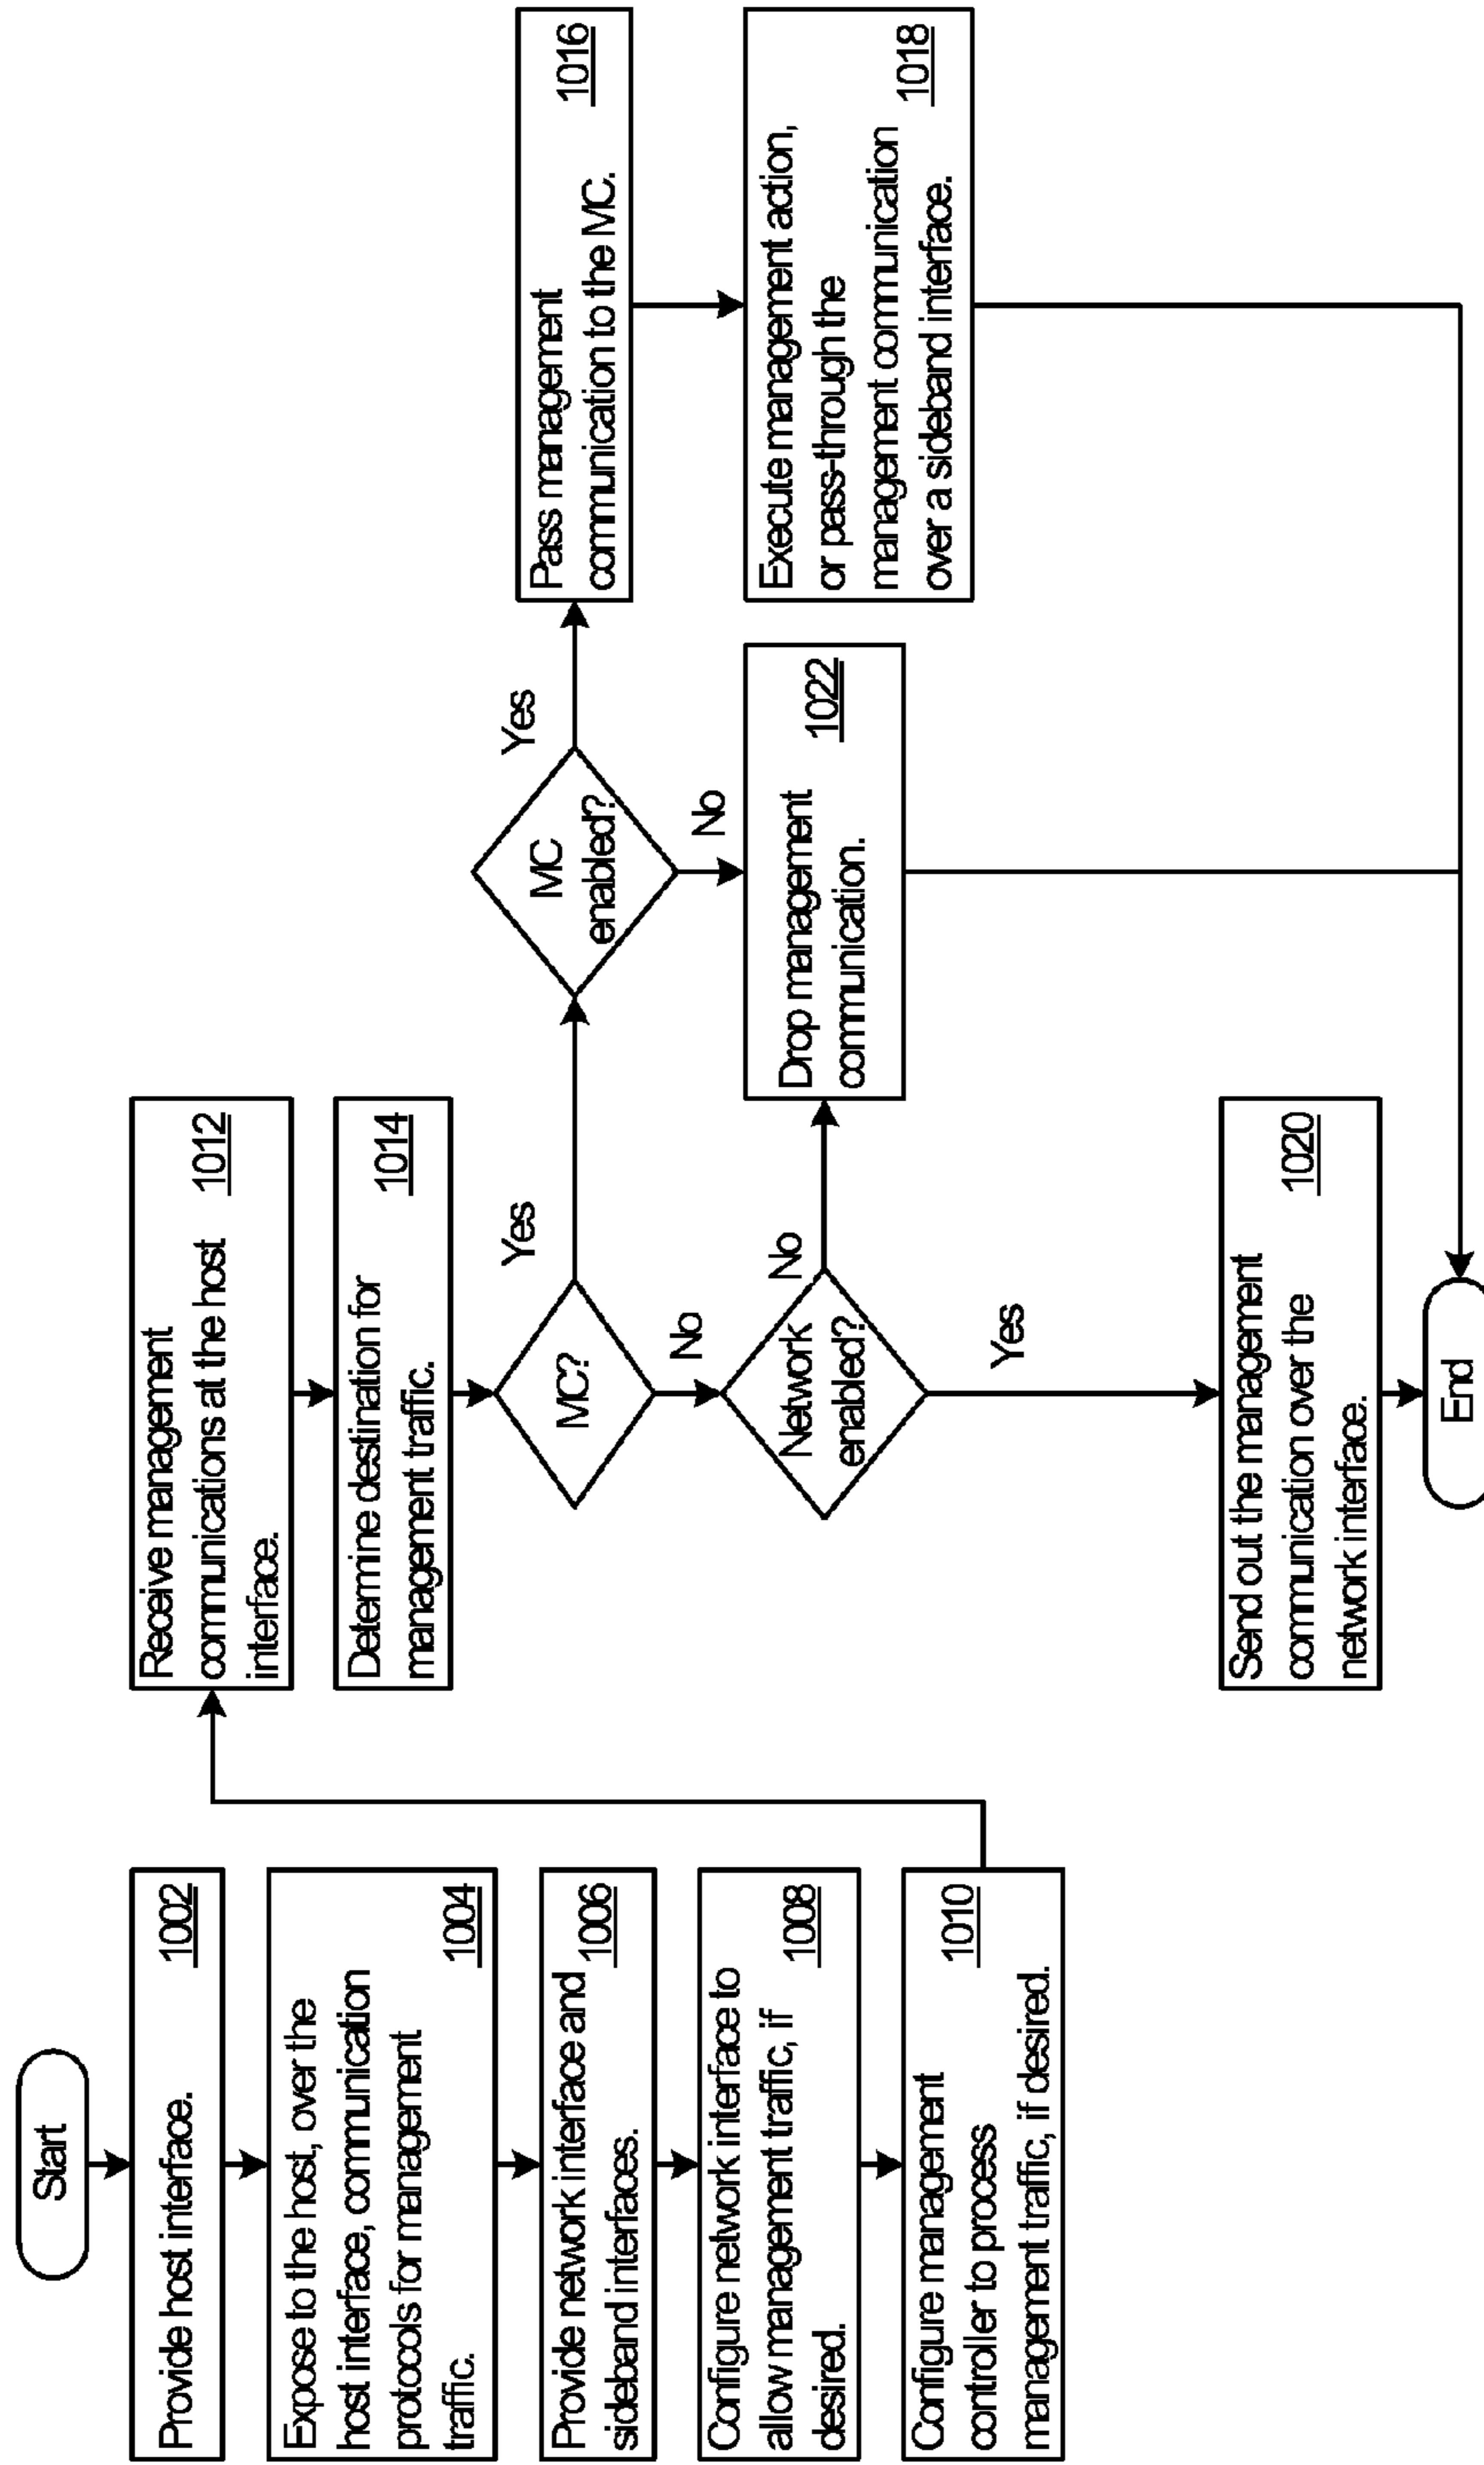 Start
Provide host interface. 1002
Expose to the host, over the
host interface, communication
protocols for management
traffic. 1004
Provide network interface and
sideband interfaces. 1006
Configure network interface to
allow management traffic, if
desired. 1008
Configure management
controller to process 1010
management traffic, if desired.
Receive management
communications at the host
interface. 1012
Determine destination for
management traffic. 1014
MC?
Yes
No
MC
enabled?
Yes
No
Pass management
communication to the MC. 1016
Execute management action,
or pass-through the
management communication
over a sideband interface. 1018
Network
enabled?
No
Yes
Drop management
communication. 1022
Send out the management
communication over the
network interface. 1020
End